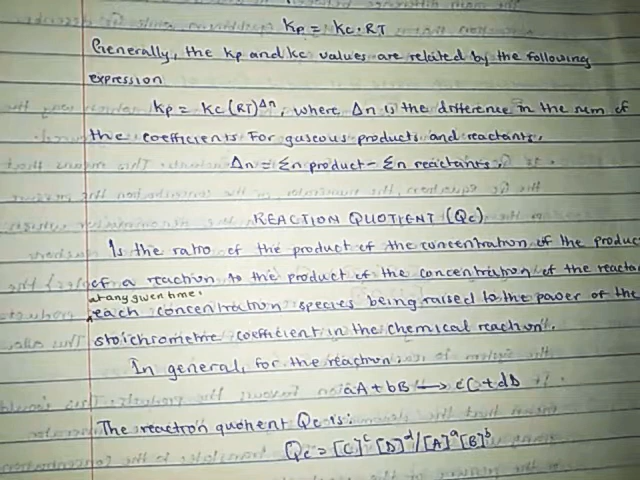 Kp = Kc . RT
Generally, the Kp and Kc values are related by the following
expression
Kp = Kc (RT)^Δn, where Δn is the difference in the sum of
the coefficients for gaseous products and reactants.
Δn = Σn product - Σn reactants.
REACTION QUOTIENT (Qc)
Is the ratio of the product of the concentration of the produc
of a reaction to the product of the concentration of the reacta
at any given time.
each concentration species being raised to the power of the
stoichrometric coefficient in the chemical reaction.
In general, for the reaction:
aA + bB ⟷ cC + dD
The reaction quotient Qc is:
Qc = [C]^c [D]^d / [A]^a [B]^b